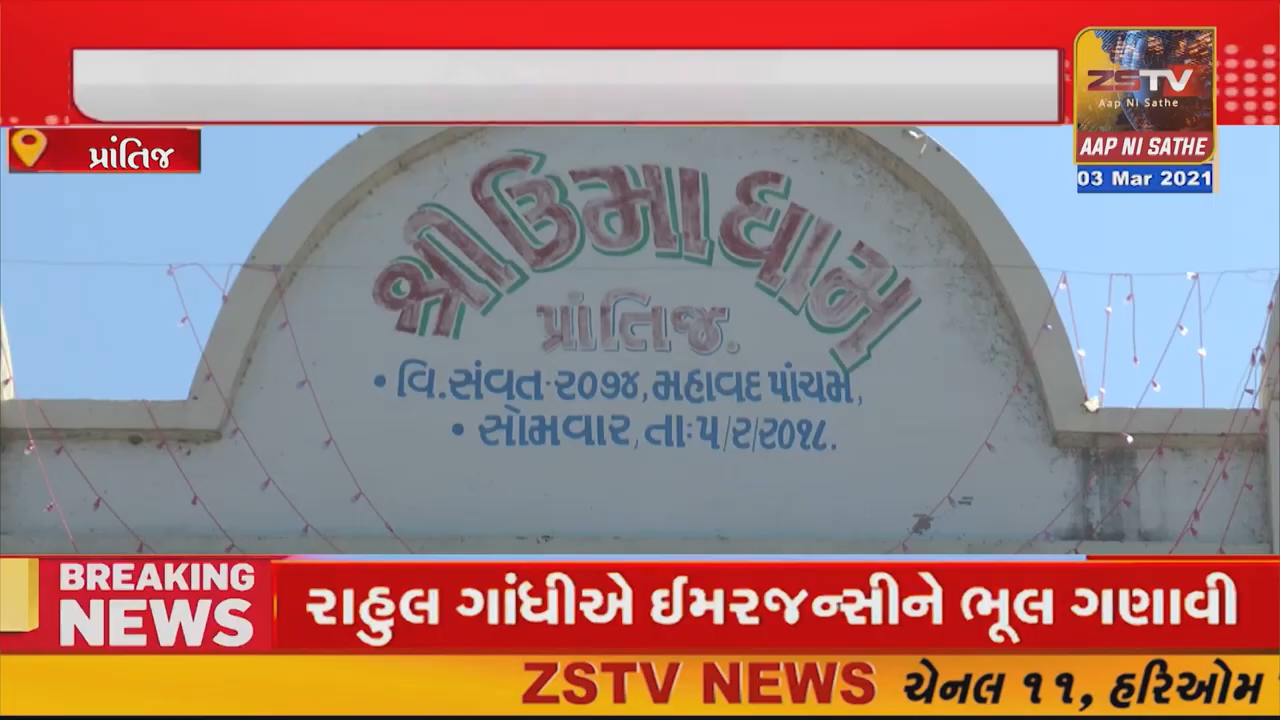 ZSTV
Aap Ni Sathe
AAP NI SATHE
03 Mar 2021
પ્રાંતિજ
શ્રી ઉમાધામ
પ્રાંતિજ.
• વિ.સંવત-૨૦૭૪, મહાવદ પાંચમ,
• સોમવાર, તાઃ૫/૨/૨૦૧૮.
BREAKING
NEWS
રાહુલ ગાંધીએ ઈમરજન્સીને ભૂલ ગણાવી
ZSTV NEWS ચેનલ ૧૧, હરિઓમ